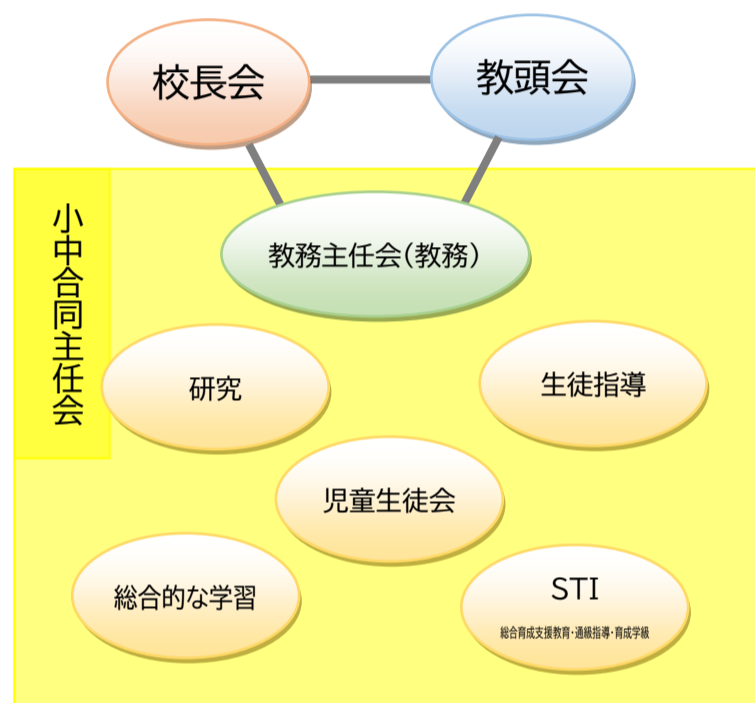 校長会
教頭会
小中合同主任会
教務主任会(教務)
研究
生徒指導
児童生徒会
総合的な学習
STI
総合育成支援教育・通級指導・育成学級